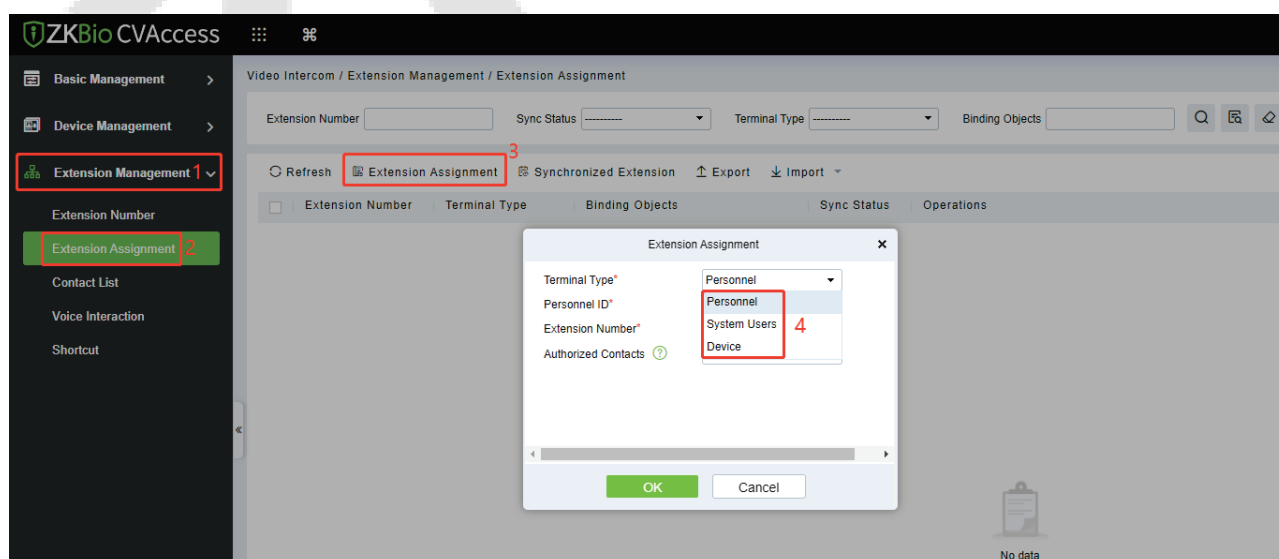 ZKBio CVAccess
Basic Management
Device Management
Extension Management 1
Extension Number
Extension Assignment 2
Contact List
Voice Interaction
Shortcut
Video Intercom / Extension Management / Extension Assignment
Extension Number Sync Status ---------- Terminal Type ---------- Binding Objects
3
Refresh Extension Assignment Synchronized Extension Export Import
Extension Number Terminal Type Binding Objects Sync Status Operations
Extension Assignment
Terminal Type* Personnel
Personnel ID* Personnel
Extension Number* System Users 4
Authorized Contacts ? Device
OK Cancel
No data